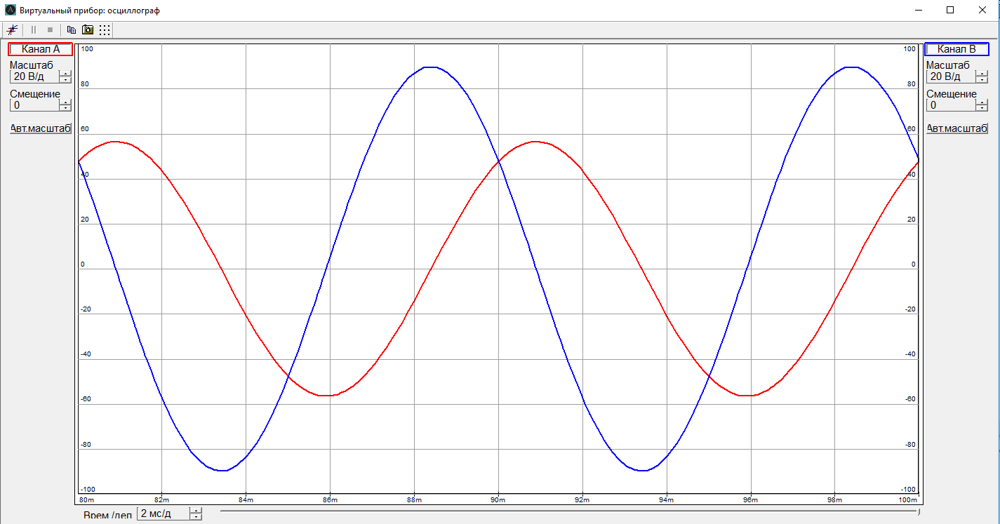 Виртуальный прибор: осциллограф
Канал A
Масштаб
20 В/д
Смещение
0
Авт.масштаб
100
80
60
40
20
0
-20
-40
-60
-80
-100
100
80
60
40
20
0
-20
-40
-60
-80
-100
80m 82m 84m 86m 88m 90m 92m 94m 96m 98m 100m
Канал B
Масштаб
20 В/д
Смещение
0
Авт.масштаб
Врем /дел 2 мс/д